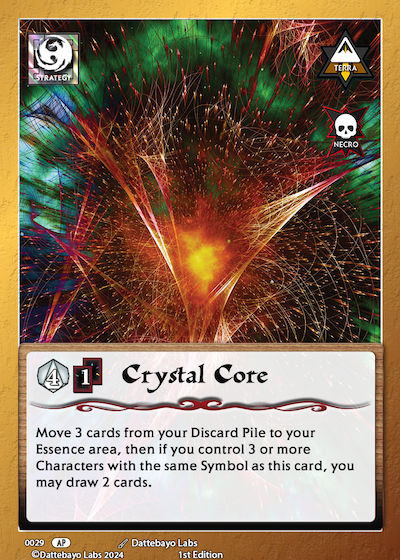 STRATEGY
TERRA
NECRO
4 1 Crystal Core
Move 3 cards from your Discard Pile to your
Essence area, then if you control 3 or more
Characters with the same Symbol as this card, you
may draw 2 cards.
0029 AP Dattebayo Labs
©Dattebayo Labs 2024 1st Edition